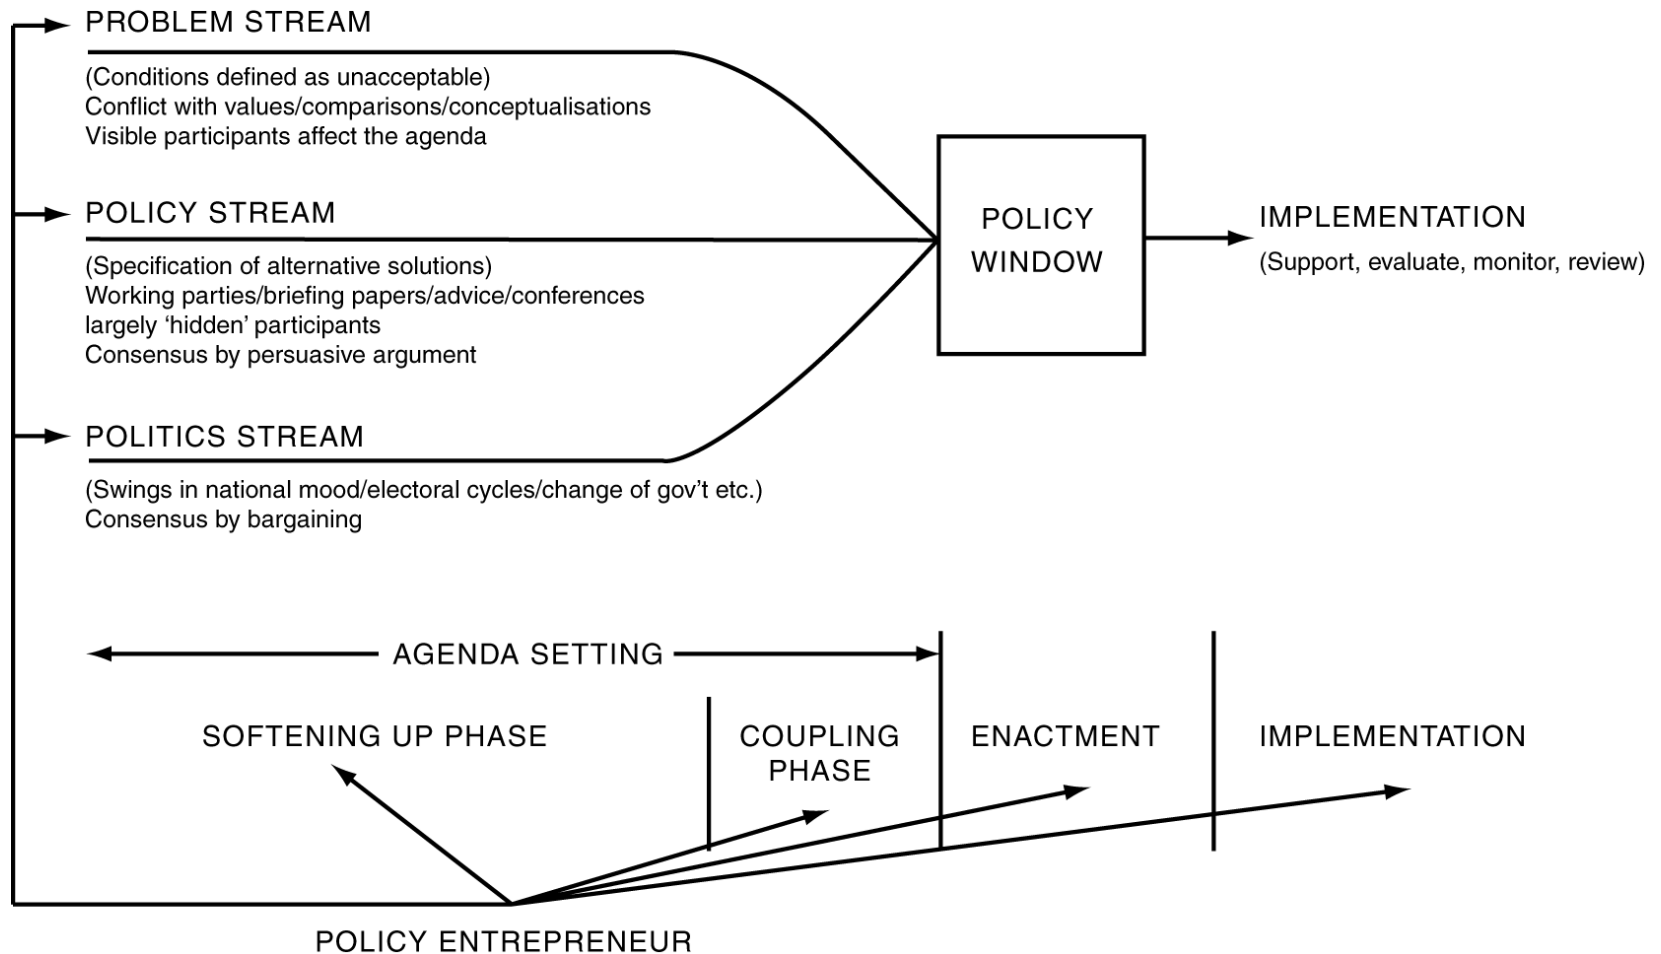 PROBLEM STREAM
(Conditions defined as unacceptable)
Conflict with values/comparisons/conceptualisations
Visible participants affect the agenda
POLICY STREAM
(Specification of alternative solutions)
Working parties/briefing papers/advice/conferences
largely ‘hidden’ participants
Consensus by persuasive argument
POLITICS STREAM
(Swings in national mood/electoral cycles/change of gov’t etc.)
Consensus by bargaining
POLICY
WINDOW
IMPLEMENTATION
(Support, evaluate, monitor, review)
AGENDA SETTING
SOFTENING UP PHASE
COUPLING
PHASE
ENACTMENT
IMPLEMENTATION
POLICY ENTREPRENEUR